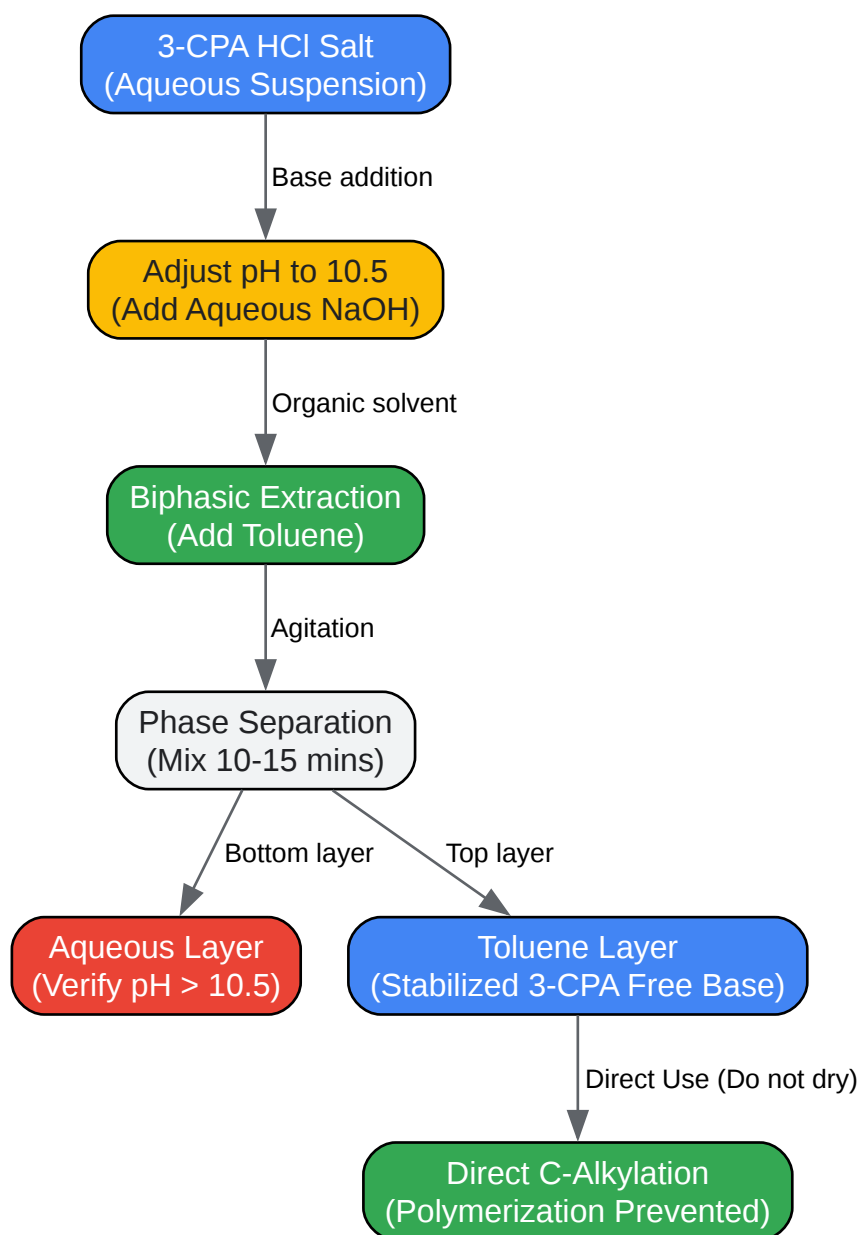 3-CPA HCl Salt
(Aqueous Suspension)
Base addition
Adjust pH to 10.5
(Add Aqueous NaOH)
Organic solvent
Biphasic Extraction
(Add Toluene)
Agitation
Phase Separation
(Mix 10-15 mins)
Bottom layer
Top layer
Aqueous Layer
(Verify pH > 10.5)
Toluene Layer
(Stabilized 3-CPA Free Base)
Direct Use (Do not dry)
Direct C-Alkylation
(Polymerization Prevented)